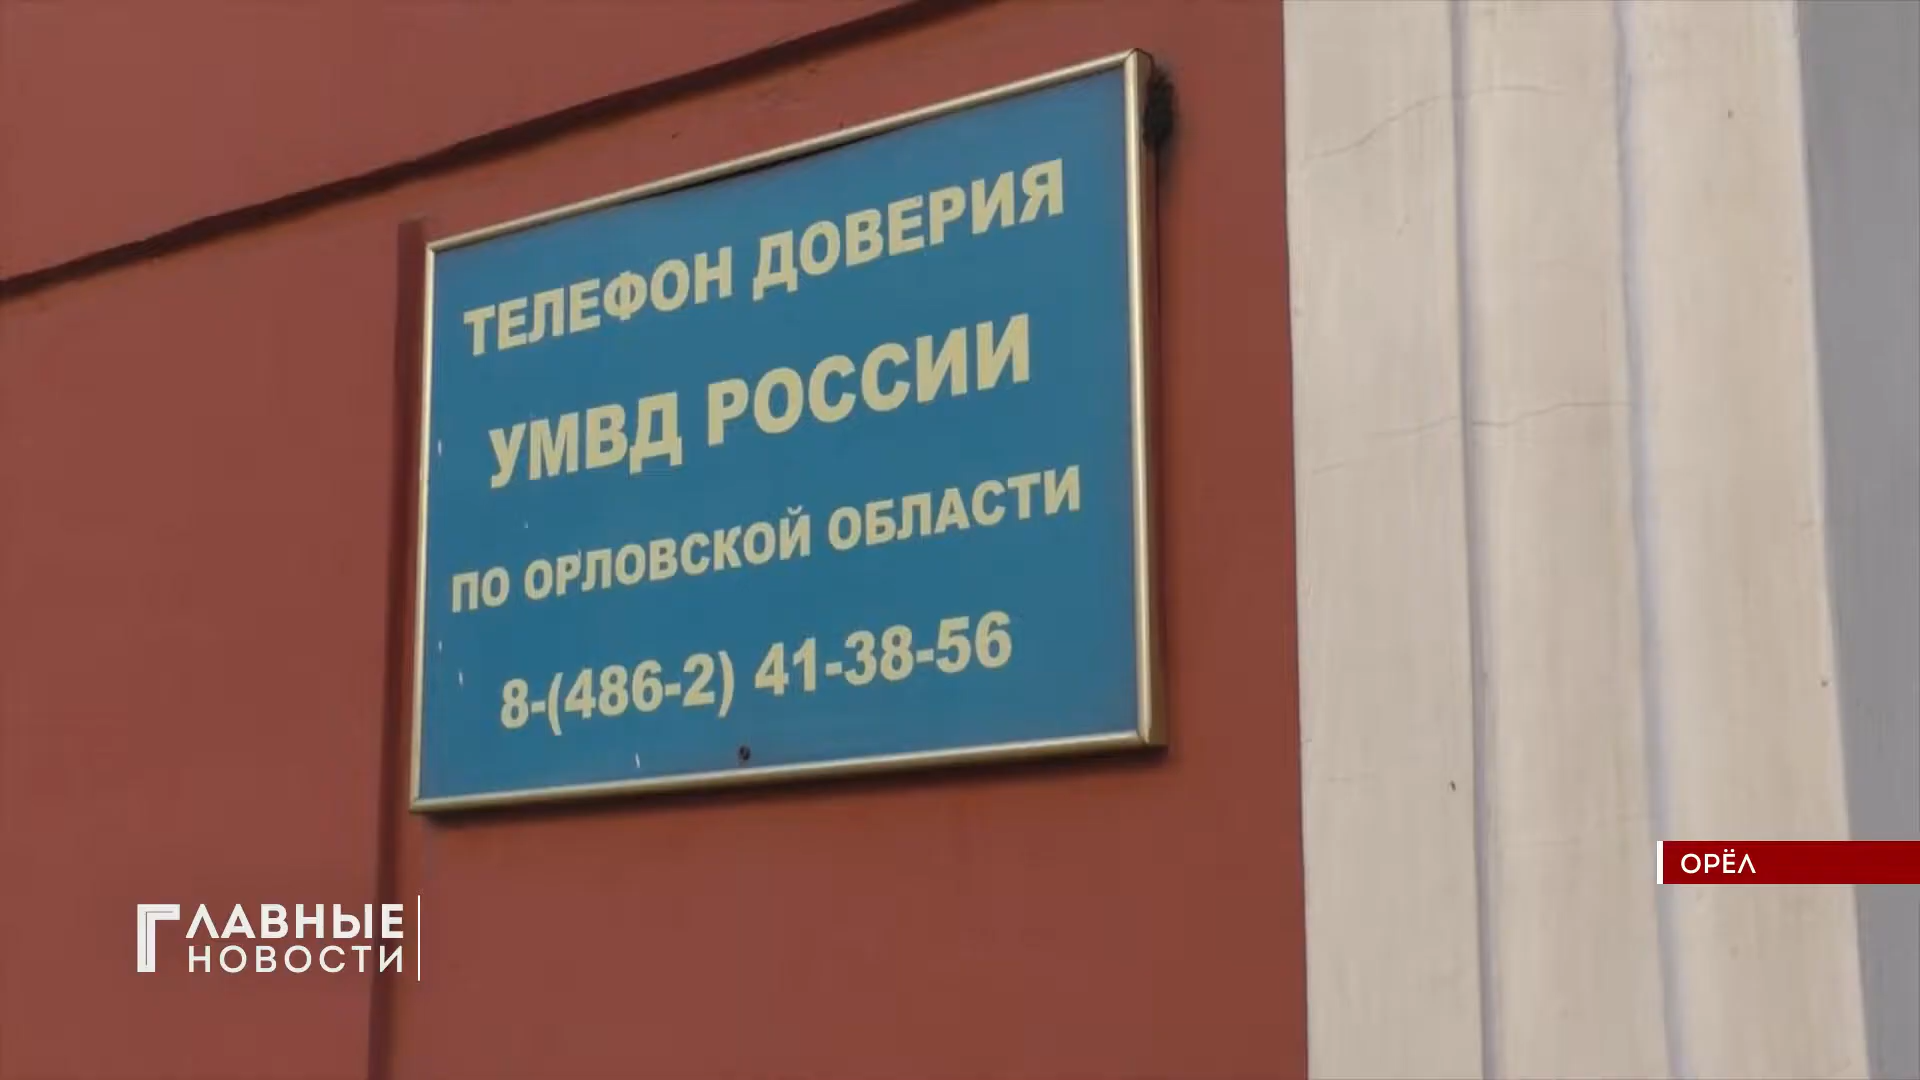 ТЕЛЕФОН ДОВЕРИЯ
УМВД РОССИИ
ПО ОРЛОВСКОЙ ОБЛАСТИ
8-(486-2) 41-38-56
ОРЁЛ
ГЛАВНЫЕ
НОВОСТИ